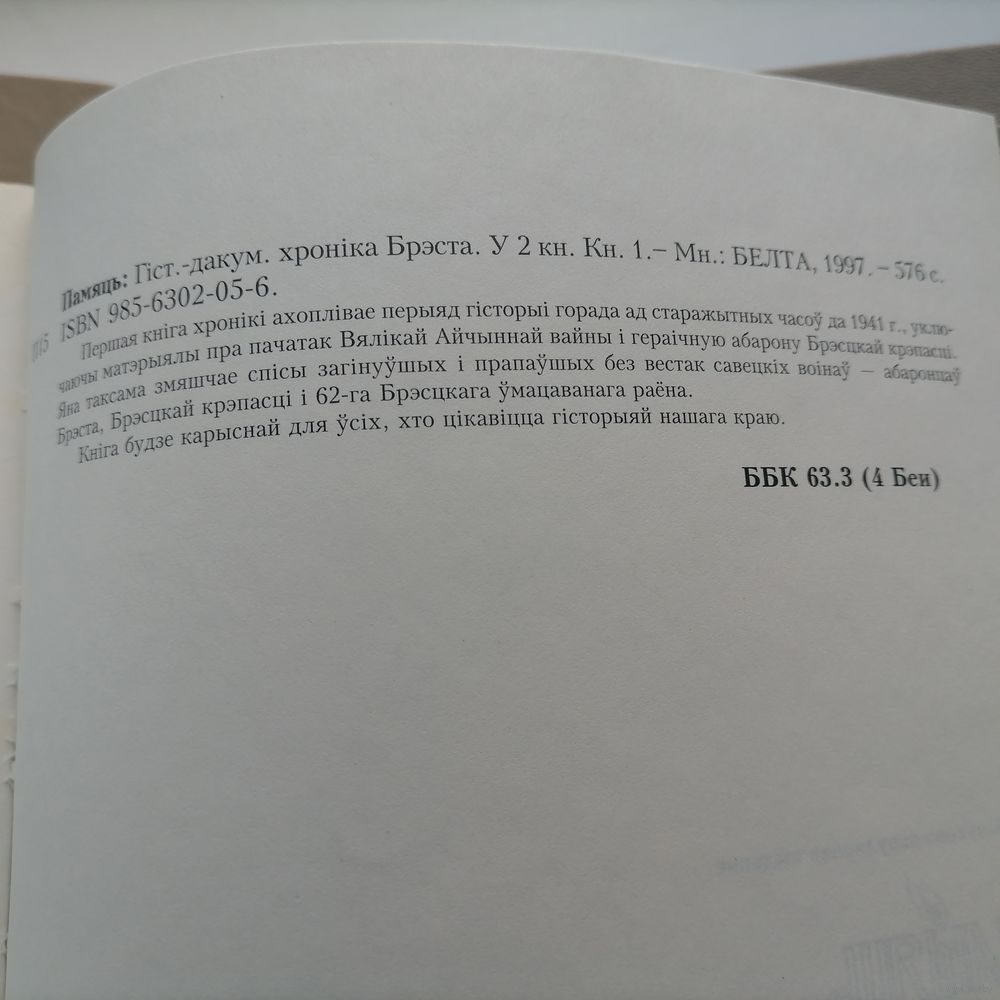 Памяць: Гіст.-дакум. хроніка Брэста. У 2 кн. Кн. 1.– Мн.: БЕЛТА, 1997. – 576 с.
ISBN 985-6302-05-6.
Першая кніга хронікі ахоплівае перыяд гісторыі горада ад старажытных часоў да 1941 г., уклю-
чаючы матэрыялы пра пачатак Вялікай Айчыннай вайны і гераічную абарону Брэсцкай крэпасці.
Яна таксама змяшчае спісы загінуўшых і прапаўшых без вестак савецкіх воінаў – абаронцаў
Брэста, Брэсцкай крэпасці і 62-га Брэсцкага ўмацаванага раёна.
Кніга будзе карыснай для ўсіх, хто цікавіцца гісторыяй нашага краю.
ББК 63.3 (4 Беи)